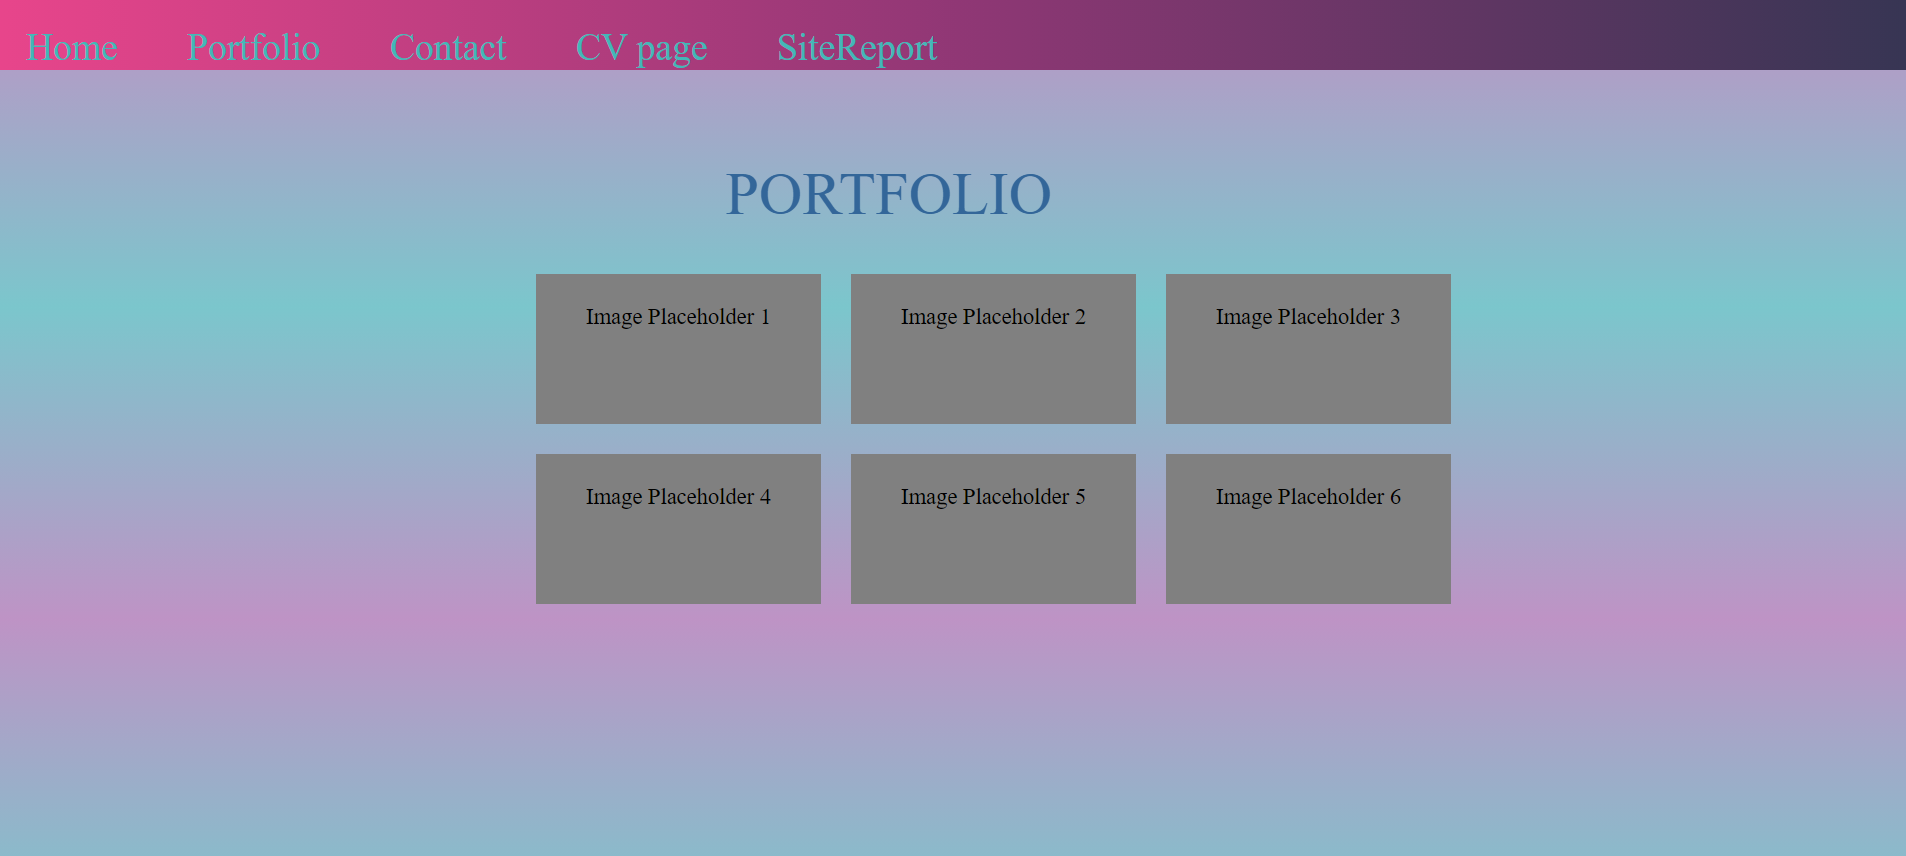 Home Portfolio Contact CV page SiteReport
PORTFOLIO
Image Placeholder 1 Image Placeholder 2 Image Placeholder 3
Image Placeholder 4 Image Placeholder 5 Image Placeholder 6